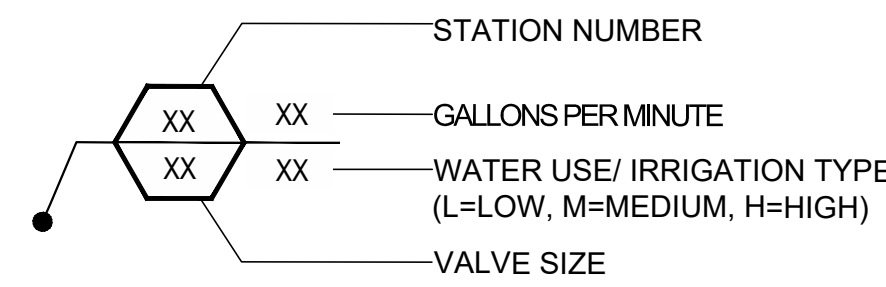 STATION NUMBER
XX XX GALLONS PER MINUTE
XX XX WATER USE/ IRRIGATION TYPE
(L=LOW, M=MEDIUM, H=HIGH)
VALVE SIZE